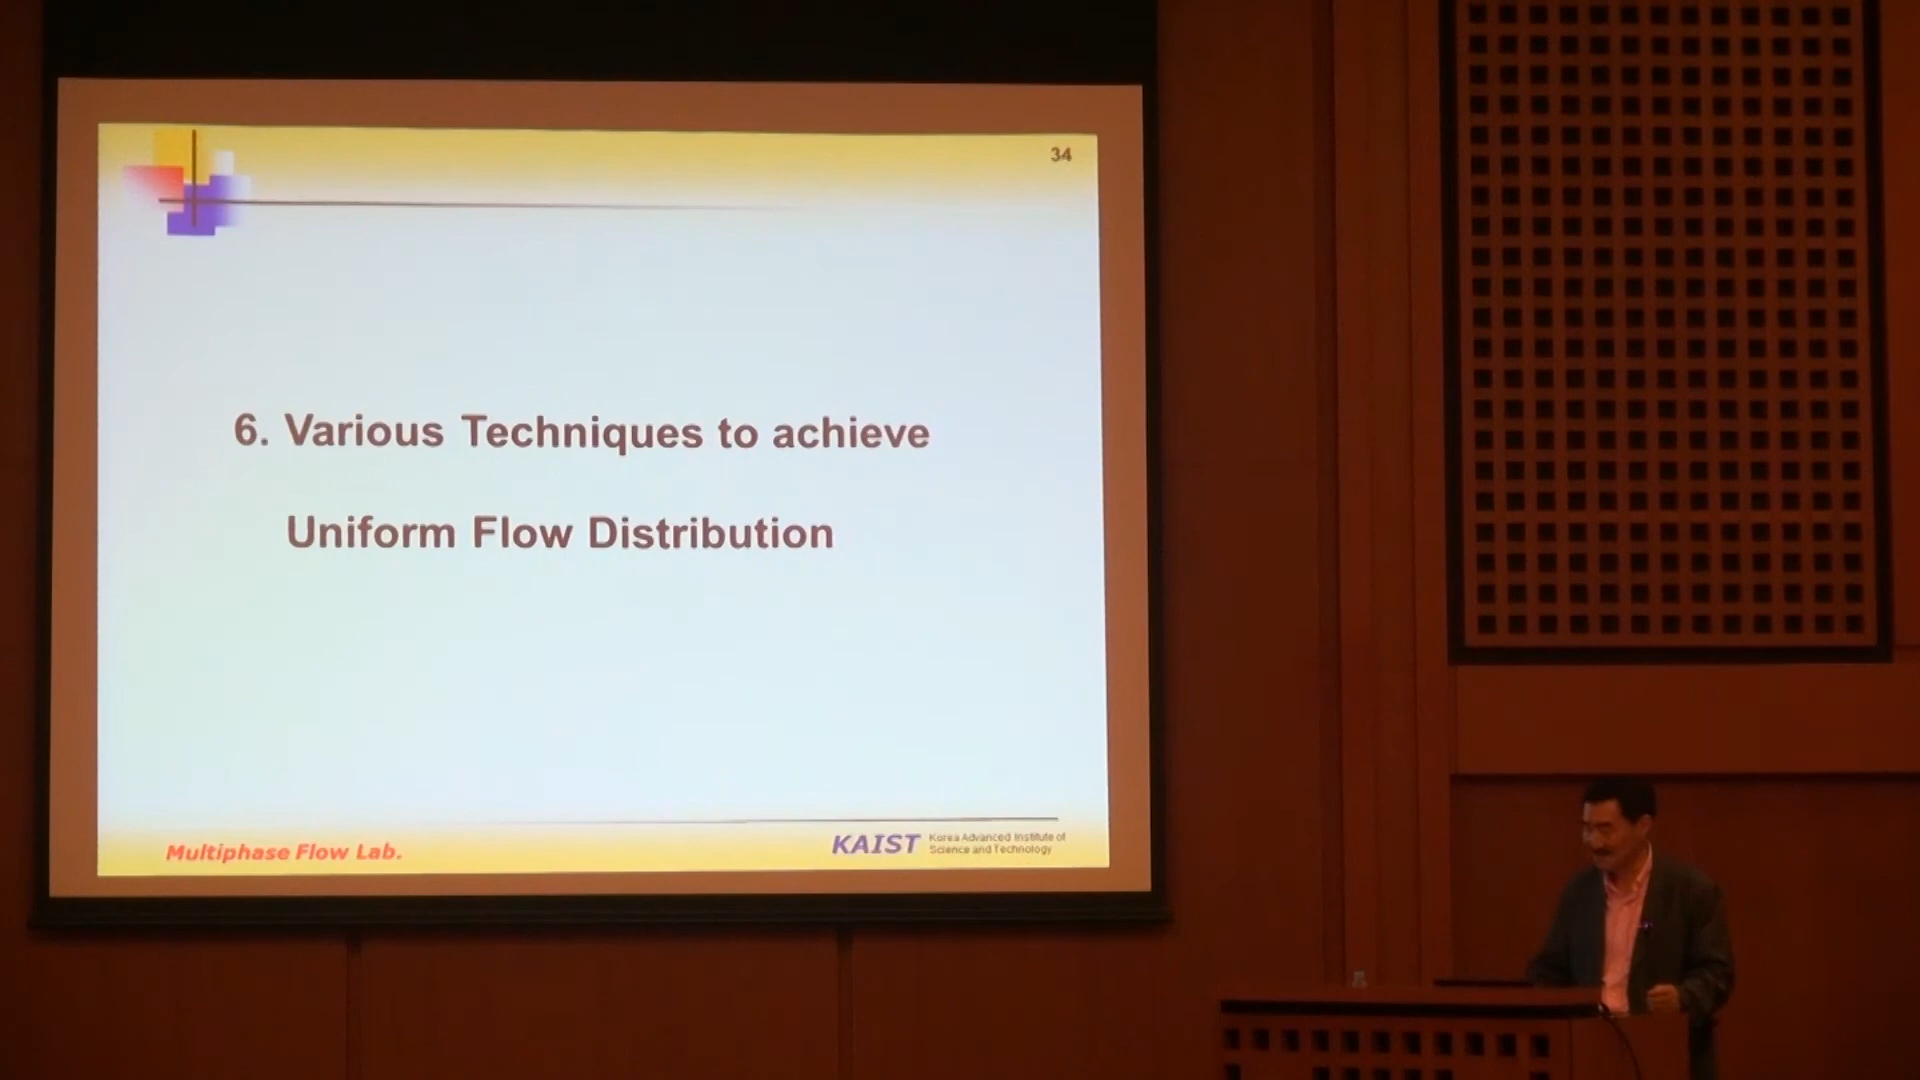 34
6. Various Techniques to achieve
Uniform Flow Distribution
Multiphase Flow Lab.
KAIST
Korea Advanced Institute of
Science and Technology